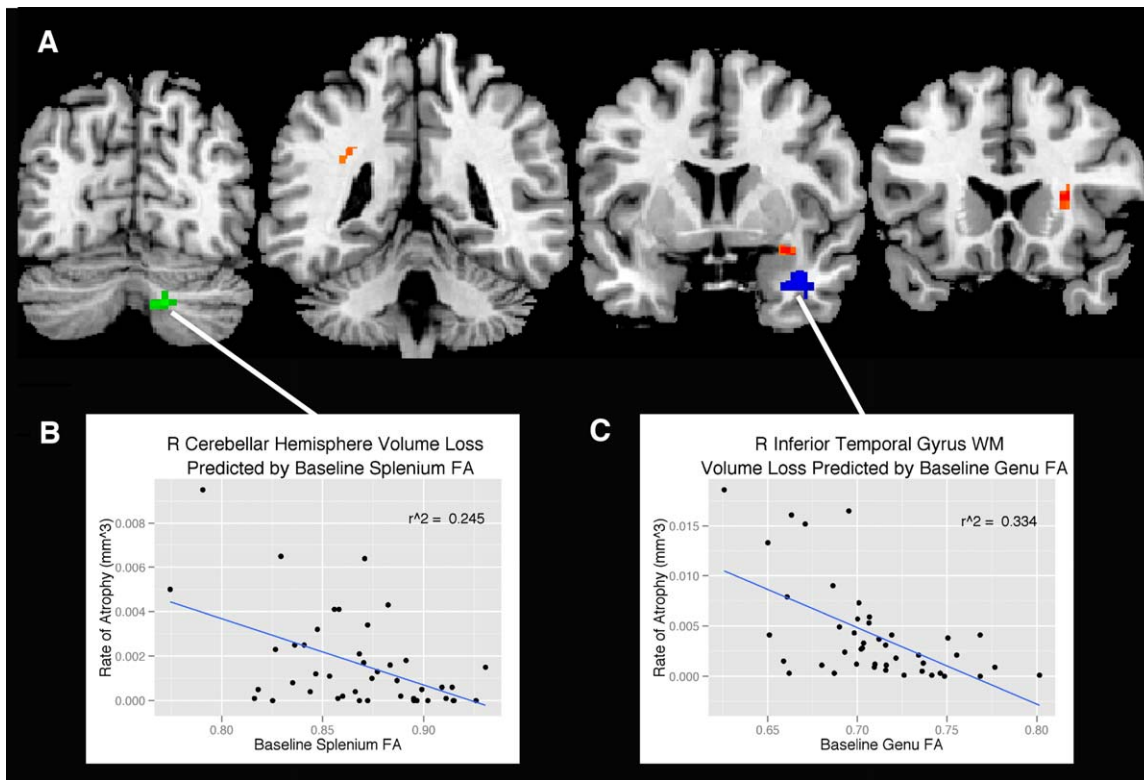 A
B
R Cerebellar Hemisphere Volume Loss
Predicted by Baseline Splenium FA
r^2 = 0.245
Rate of Atrophy (mm^3)
0.008
0.006
0.004
0.002
0.000
0.80
0.85
0.90
Baseline Splenium FA
C
R Inferior Temporal Gyrus WM
Volume Loss Predicted by Baseline Genu FA
r^2 = 0.334
Rate of Atrophy (mm^3)
0.015
0.010
0.005
0.000
0.65
0.70
0.75
0.80
Baseline Genu FA